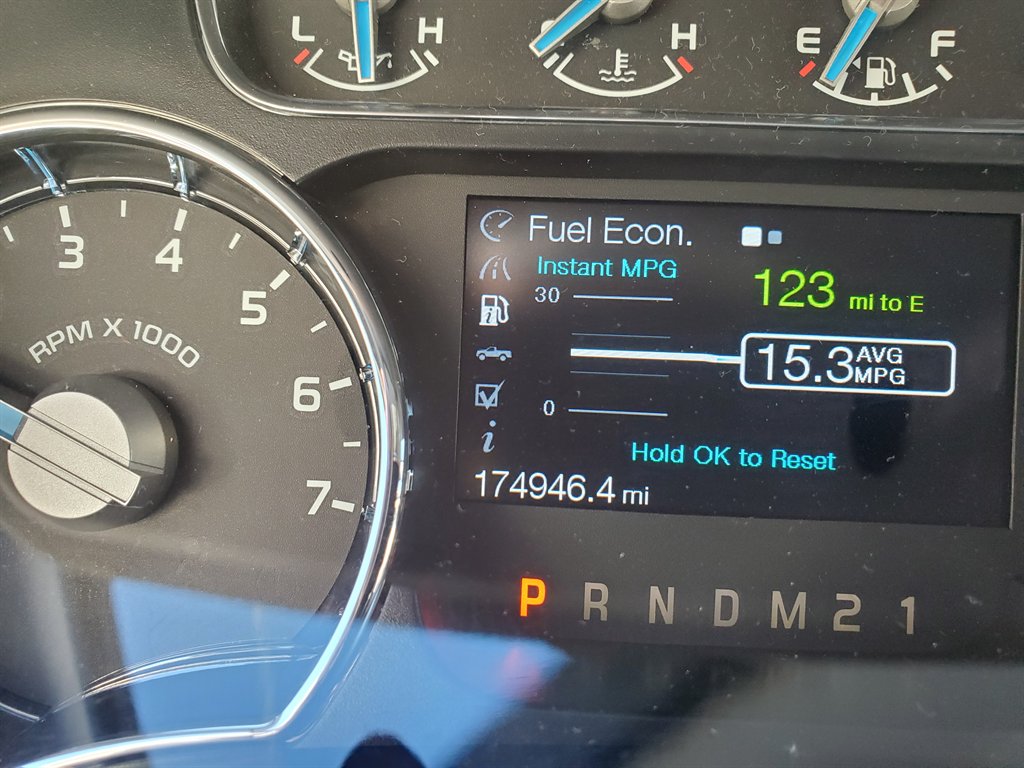 L H
H
E F
3 4 5 6 7
RPM X 1000
Fuel Econ.
Instant MPG
30
123 mi to E
15.3 AVG MPG
0
Hold OK to Reset
174946.4 mi
P R N D M 2 1